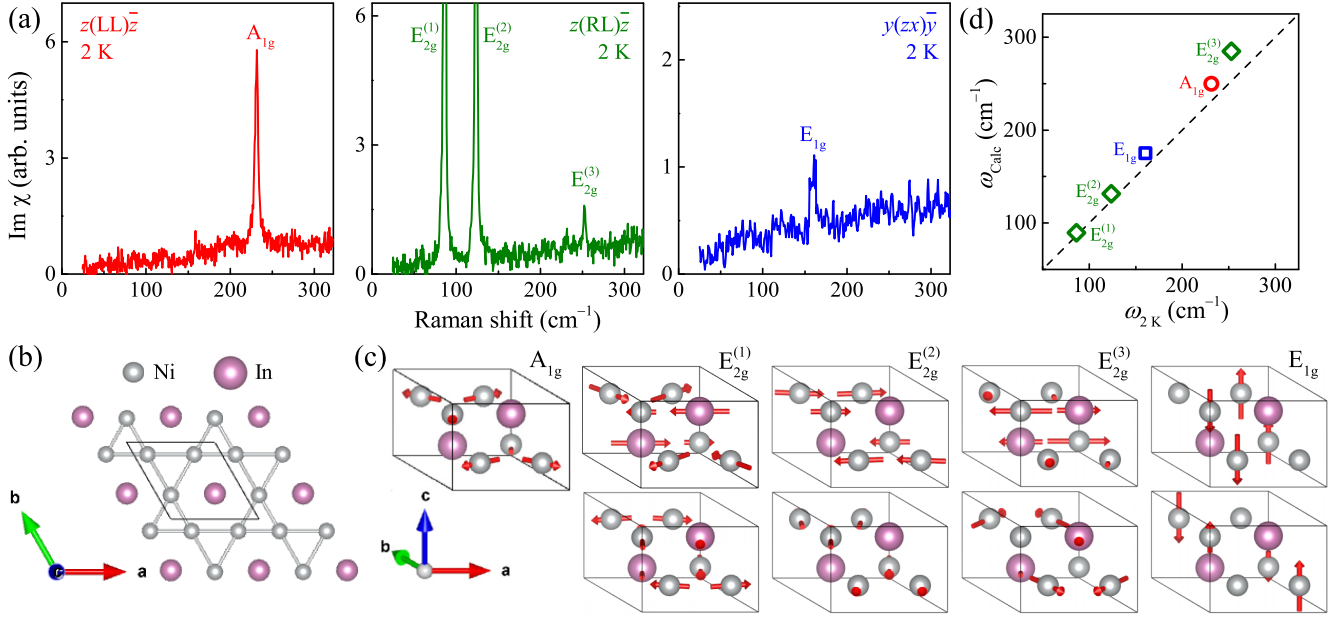 (a)
z(LL)z̅
2 K
A1g
6
3
0
Im χ (arb. units)
0 100 200 300
E2g(1)
E2g(2)
z(RL)z̅
2 K
E2g(3)
6
3
0
0 100 200 300
Raman shift (cm−1)
y(zx)y̅
2 K
E1g
2
1
0
0 100 200 300
(d)
E2g(3)
A1g
E1g
E2g(2)
E2g(1)
300
200
100
ωCalc (cm−1)
100 200 300
ω2 K (cm−1)
(b)
Ni In
b
c
a
(c)
A1g E2g(1) E2g(2) E2g(3) E1g
c
b
a